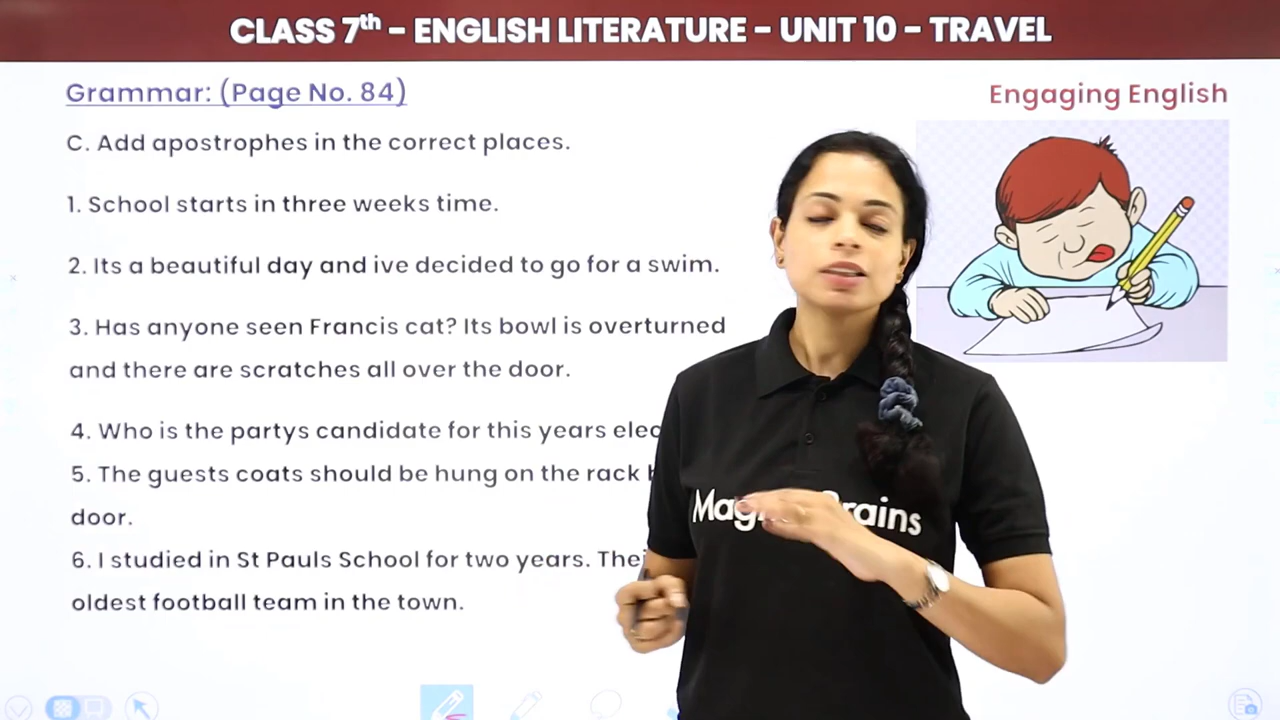 CLASS 7th - ENGLISH LITERATURE - UNIT 10 - TRAVEL
Grammar: (Page No. 84)
Engaging English
C. Add apostrophes in the correct places.
1. School starts in three weeks time.
2. Its a beautiful day and ive decided to go for a swim.
3. Has anyone seen Francis cat? Its bowl is overturned
and there are scratches all over the door.
4. Who is the partys candidate for this years
5. The guests coats should be hung on the rack
door.
6. I studied in St Pauls School for two years.
oldest football team in the town.